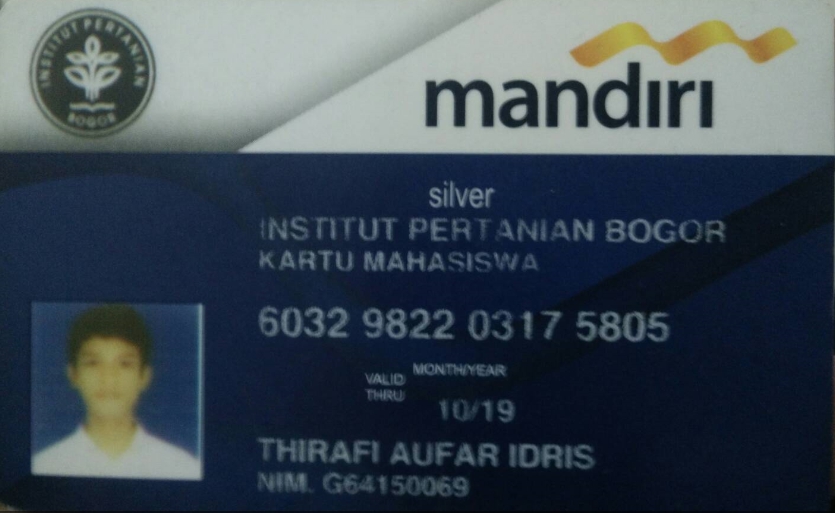 INSTITUT PERTANIAN
BOGOR
mandırı
silver
INSTITUT PERTANIAN BOGOR
KARTU MAHASISWA
6032 9822 0317 5805
MONTH/YEAR
VALID
THRU
10/19
THIRAFI AUFAR IDRIS
NIM. G64150069